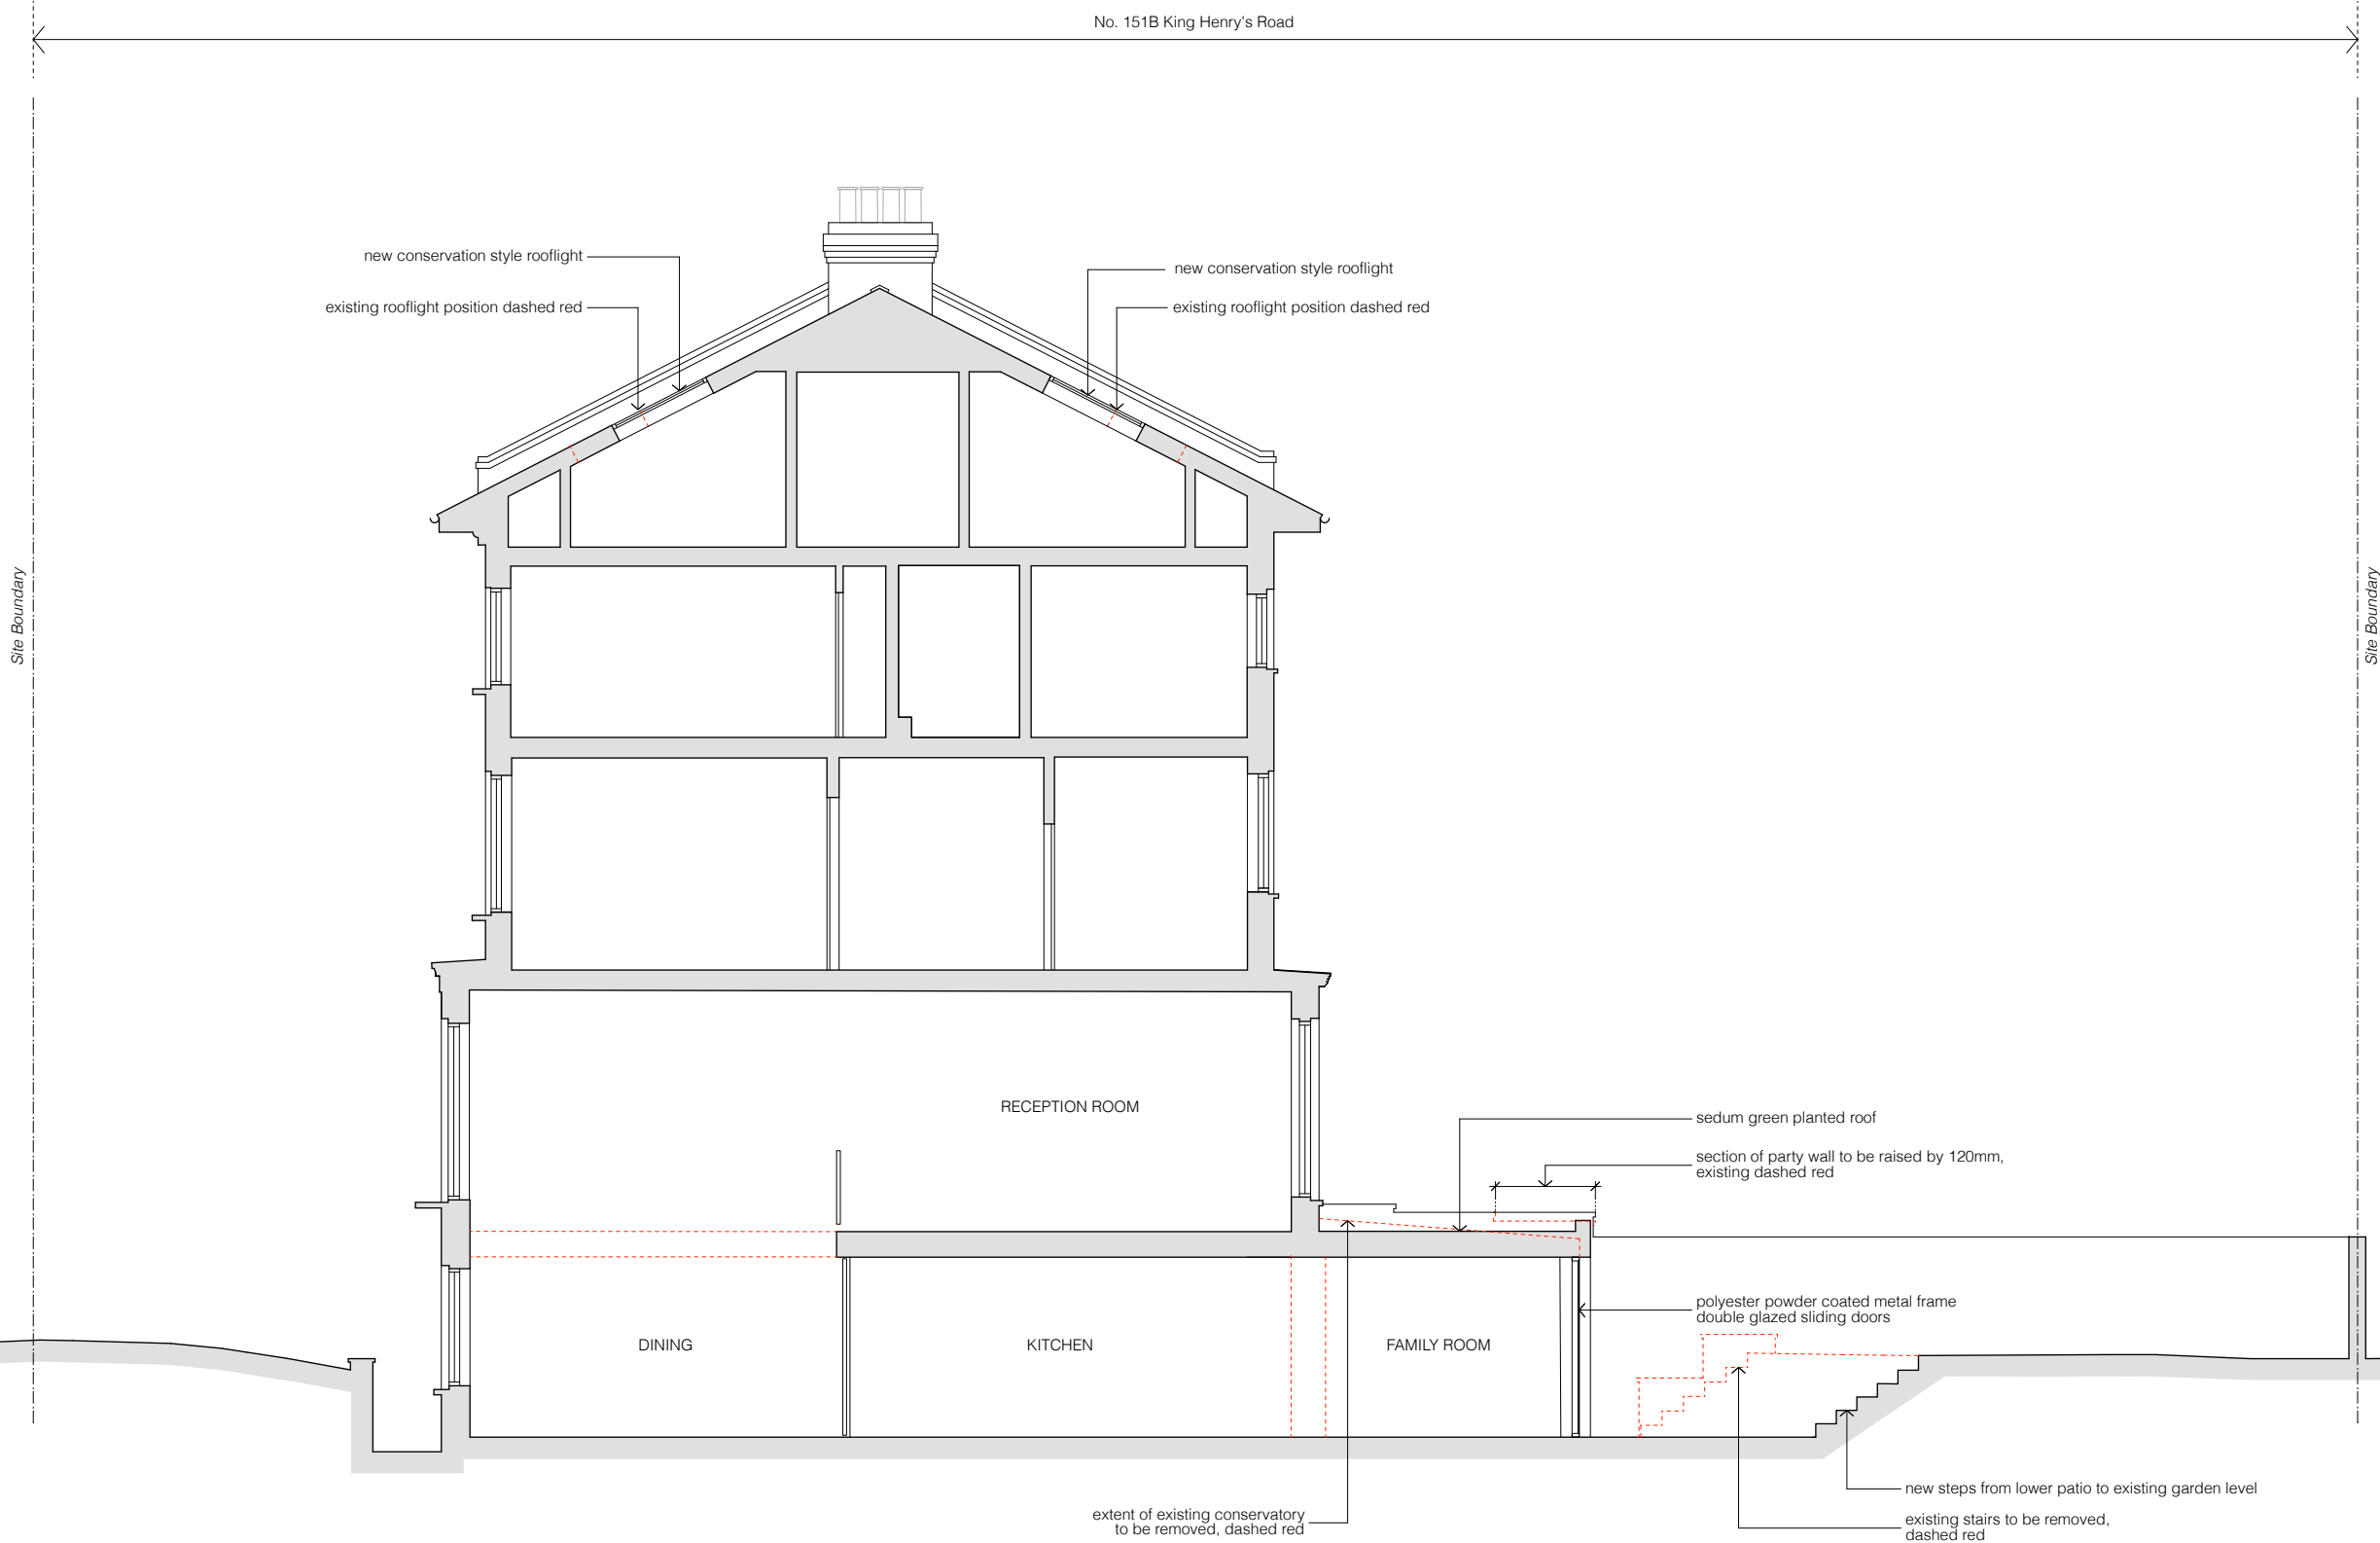 No. 151B King Henry's Road
new conservation style rooflight
existing rooflight position dashed red
new conservation style rooflight
existing rooflight position dashed red
Site Boundary
Site Boundary
RECEPTION ROOM
sedum green planted roof
section of party wall to be raised by 120mm,
existing dashed red
polyester powder coated metal frame
double glazed sliding doors
DINING
KITCHEN
FAMILY ROOM
new steps from lower patio to existing garden level
extent of existing conservatory
to be removed, dashed red
existing stairs to be removed,
dashed red